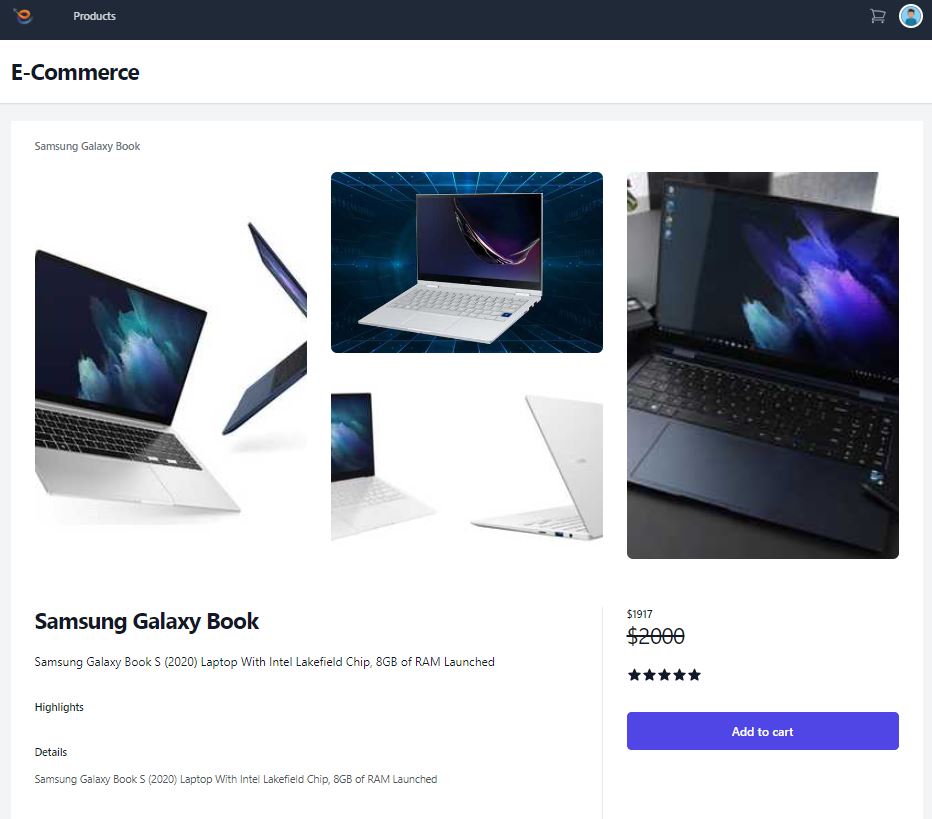 Products
E-Commerce
Samsung Galaxy Book
Samsung Galaxy Book
Samsung Galaxy Book S (2020) Laptop With Intel Lakefield Chip, 8GB of RAM Launched
Highlights
Details
Samsung Galaxy Book S (2020) Laptop With Intel Lakefield Chip, 8GB of RAM Launched
$1917
$2000
Add to cart